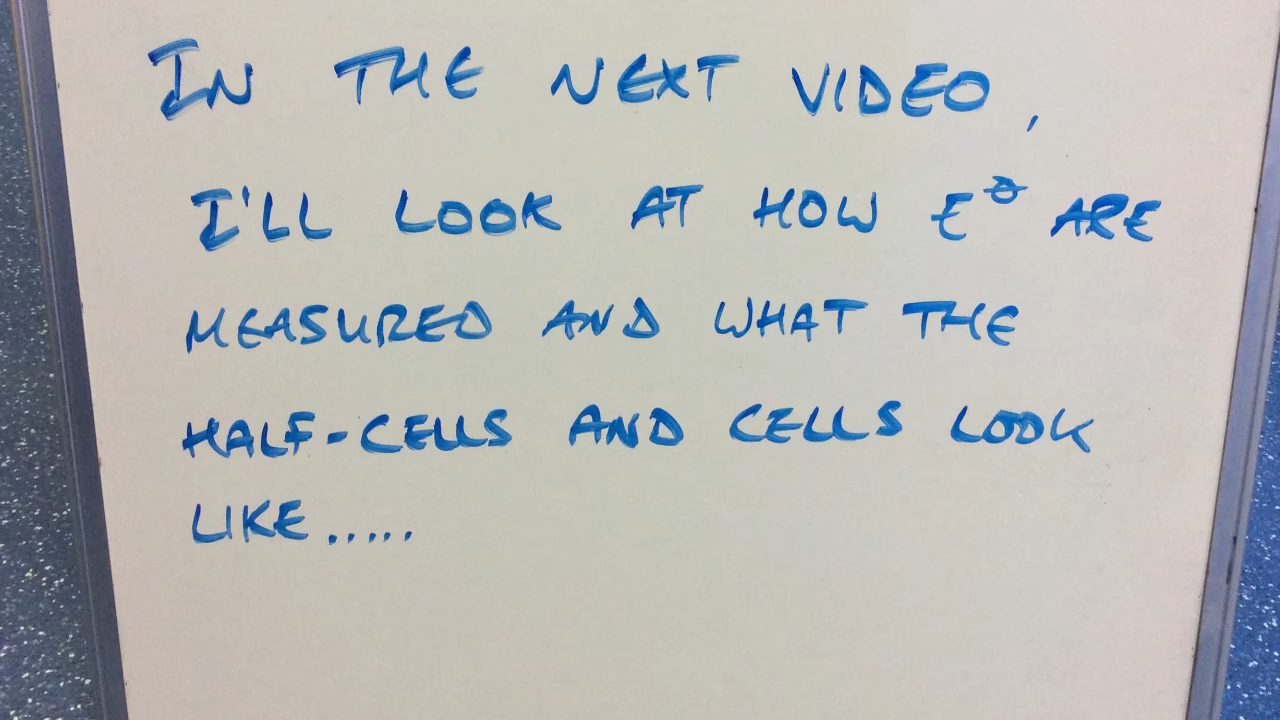 IN THE NEXT VIDEO,
I'LL LOOK AT HOW E⦵ ARE
MEASURED AND WHAT THE
HALF-CELLS AND CELLS LOOK
LIKE.....